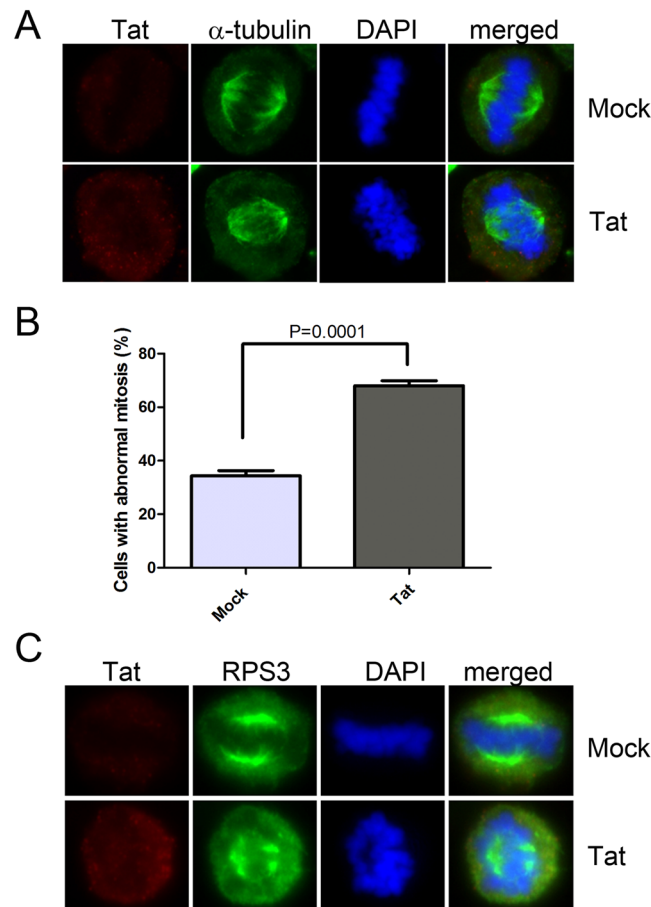 A
Tat α-tubulin DAPI merged
Mock
Tat
B
P=0.0001
Cells with abnormal mitosis (%)
80
60
40
20
0
Mock Tat
C
Tat RPS3 DAPI merged
Mock
Tat